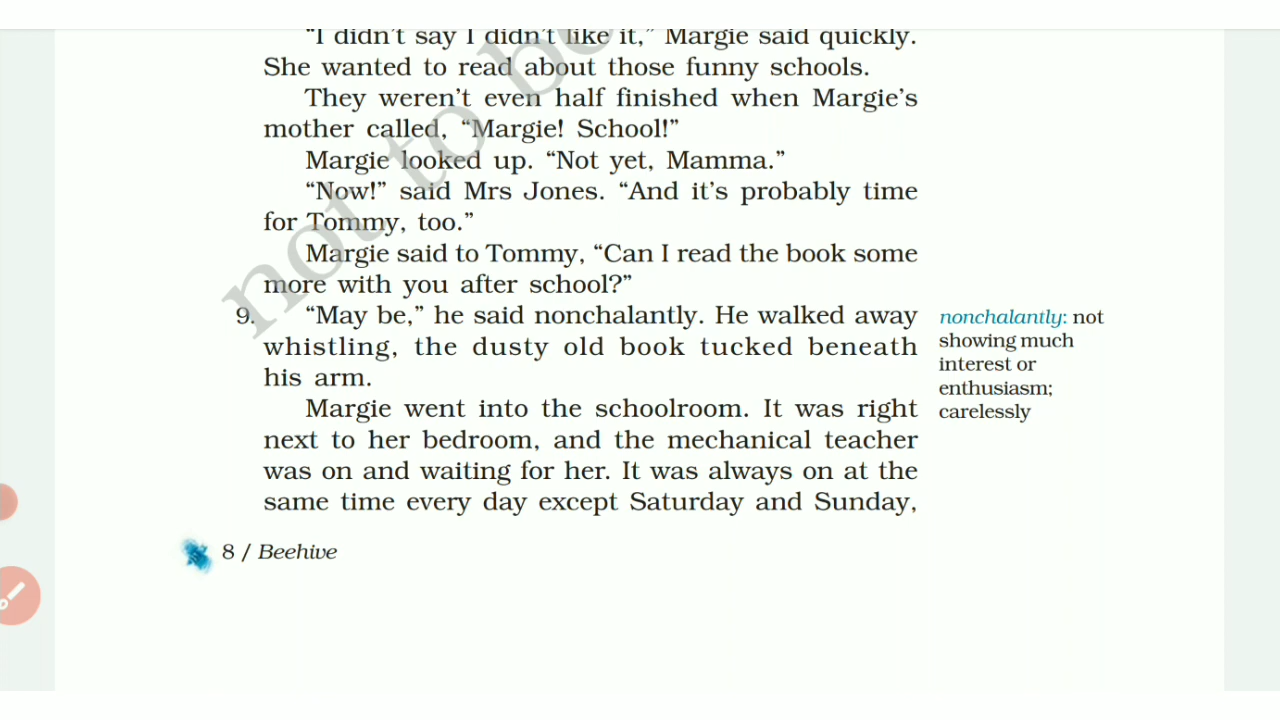 “I didn’t say I didn’t like it,” Margie said quickly.
She wanted to read about those funny schools.
They weren’t even half finished when Margie’s
mother called, “Margie! School!”
Margie looked up. “Not yet, Mamma.”
“Now!” said Mrs Jones. “And it’s probably time
for Tommy, too.”
Margie said to Tommy, “Can I read the book some
more with you after school?”
9. “May be,” he said nonchalantly. He walked away
whistling, the dusty old book tucked beneath
his arm.
Margie went into the schoolroom. It was right
next to her bedroom, and the mechanical teacher
was on and waiting for her. It was always on at the
same time every day except Saturday and Sunday,
nonchalantly: not
showing much
interest or
enthusiasm;
carelessly
8 / Beehive
not to be